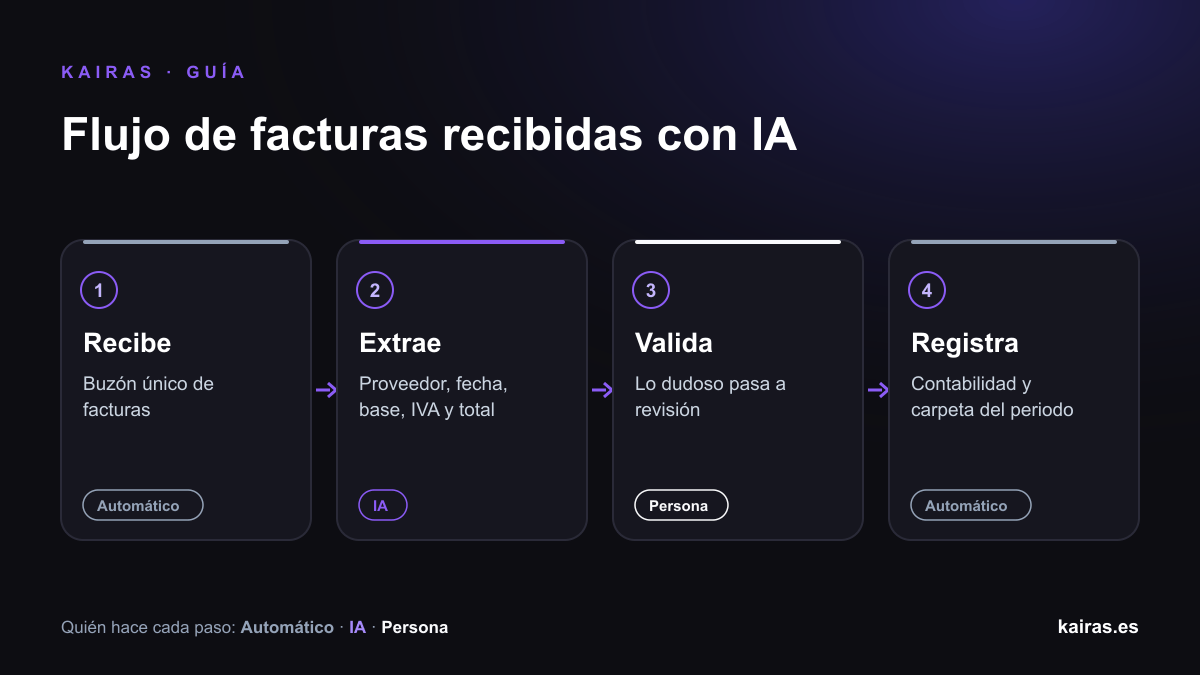 KAIRAS · GUÍA
Flujo de facturas recibidas con IA
1
Recibe
Buzón único de
facturas
Automático
2
Extrae
Proveedor, fecha,
base, IVA y total
IA
3
Valida
Lo dudoso pasa a
revisión
Persona
4
Registra
Contabilidad y
carpeta del periodo
Automático
Quién hace cada paso: Automático · IA · Persona
kairas.es